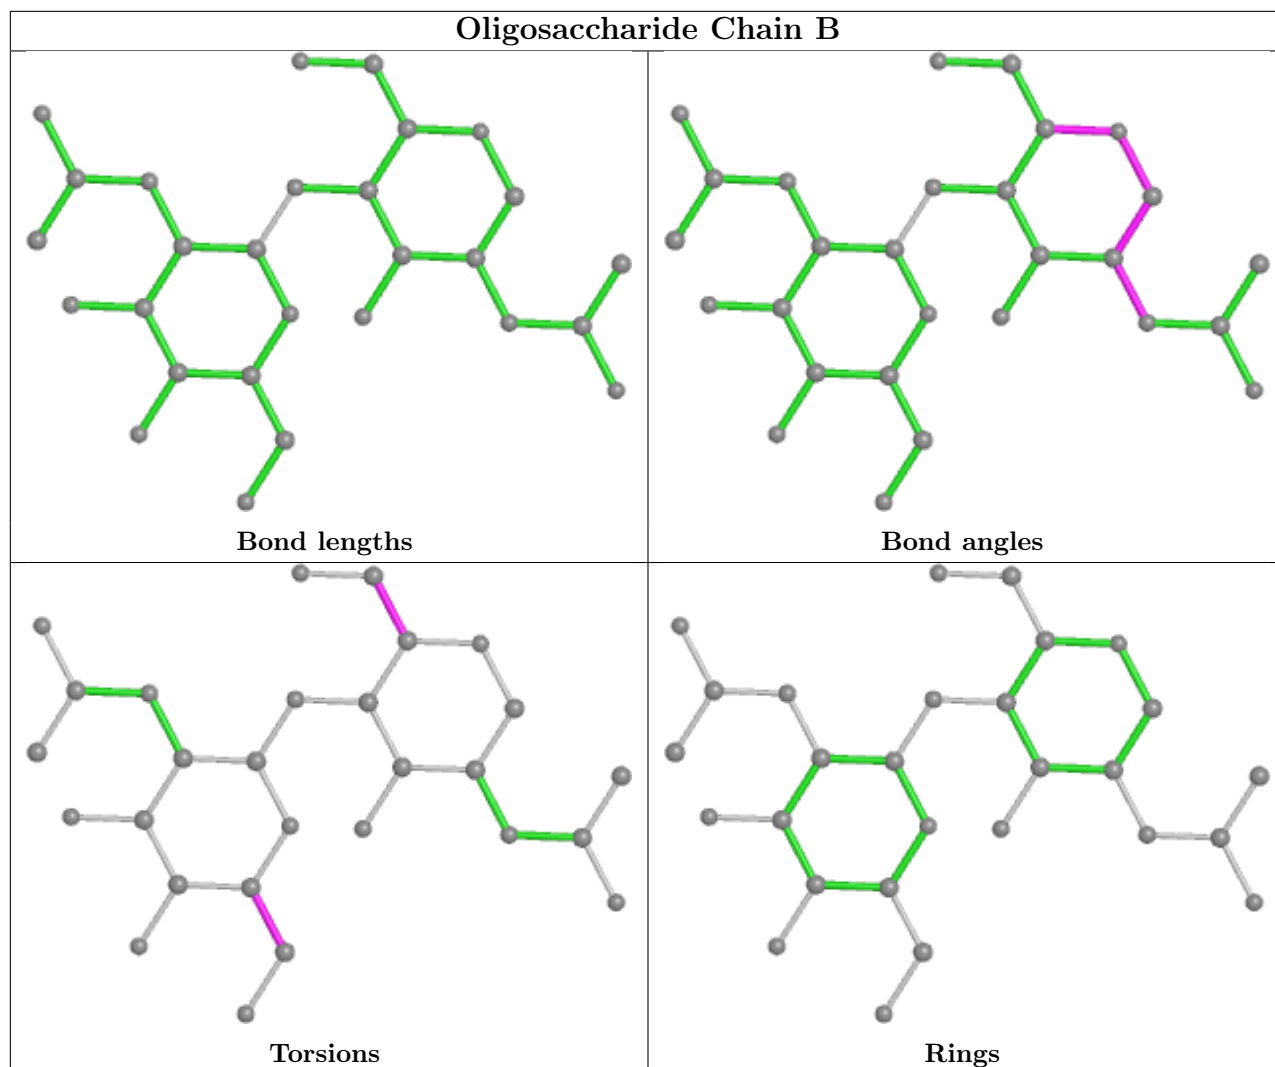 Oligosaccharide Chain B
Bond lengths
Bond angles
Torsions
Rings